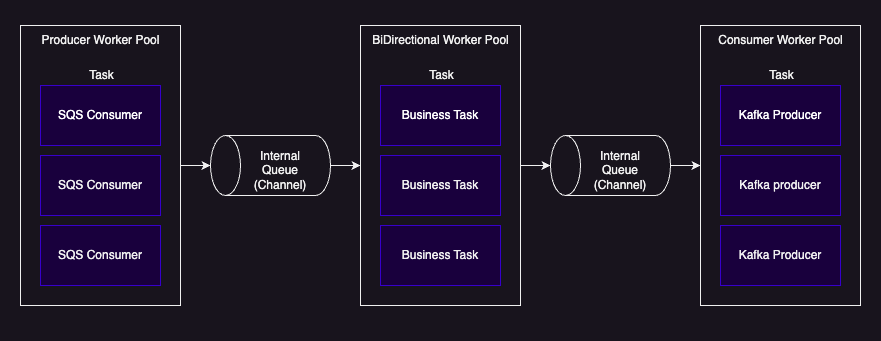 Producer Worker Pool
Task
SQS Consumer
SQS Consumer
SQS Consumer
Internal
Queue
(Channel)
BiDirectional Worker Pool
Task
Business Task
Business Task
Business Task
Internal
Queue
(Channel)
Consumer Worker Pool
Task
Kafka Producer
Kafka producer
Kafka Producer